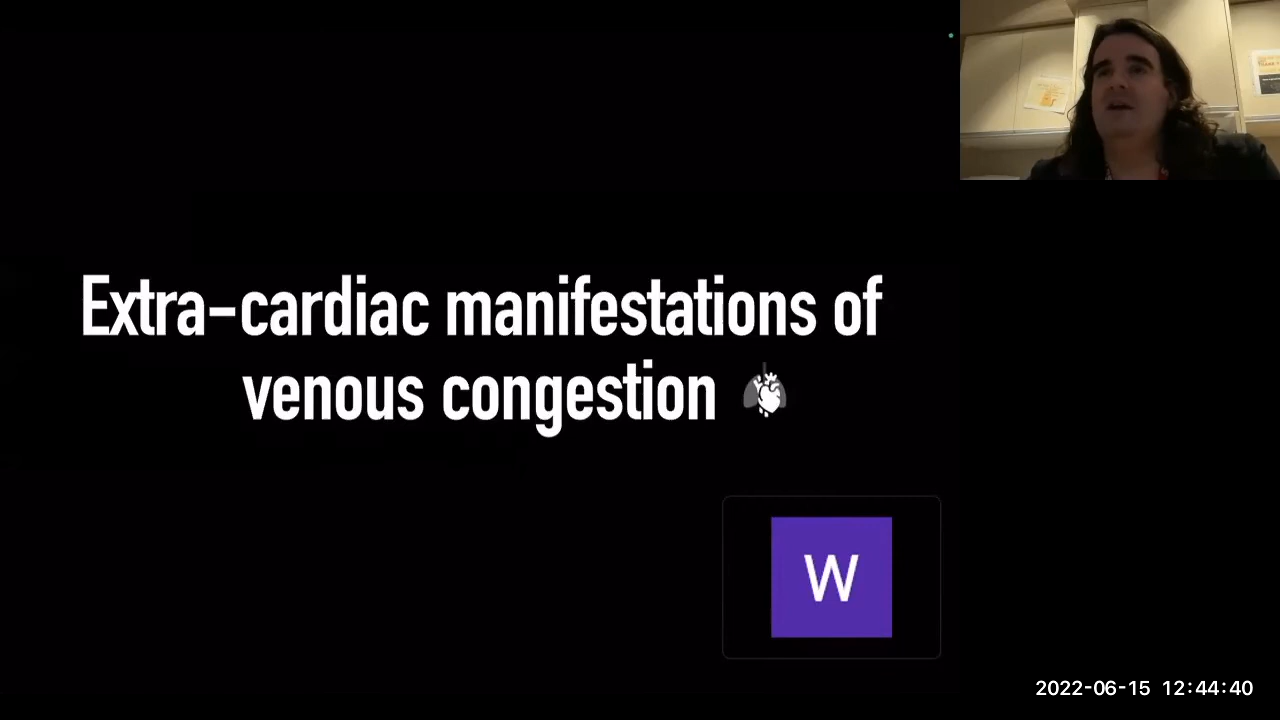 Extra-cardiac manifestations of
venous congestion
W
2022-06-15 12:44:40